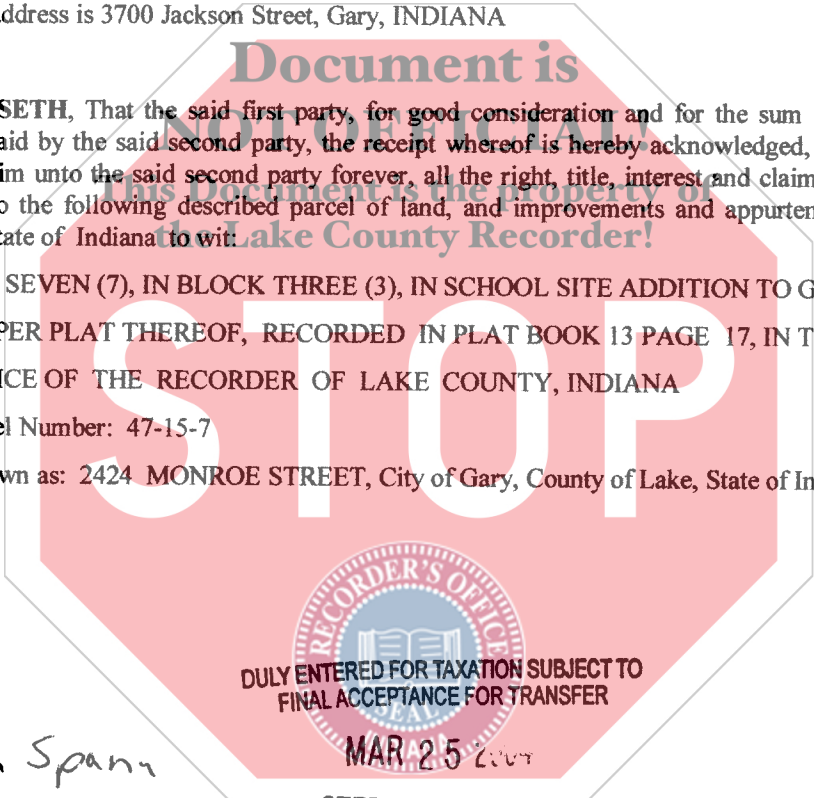 ddress is 3700 Jackson Street, Gary, INDIANA
Document is
NOT OFFICIAL!
This Document is the property of
the Lake County Recorder!
SETH, That the said first party, for good consideration and for the sum
aid by the said second party, the receipt whereof is hereby acknowledged,
im unto the said second party forever, all the right, title, interest and claim
o the following described parcel of land, and improvements and appurten
tate of Indiana to wit:
SEVEN (7), IN BLOCK THREE (3), IN SCHOOL SITE ADDITION TO G
PER PLAT THEREOF, RECORDED IN PLAT BOOK 13 PAGE 17, IN T
ICE OF THE RECORDER OF LAKE COUNTY, INDIANA
el Number: 47-15-7
wn as: 2424 MONROE STREET, City of Gary, County of Lake, State of In
STOP
RECORDER'S OFFICE
SEAL
INDIANA
DULY ENTERED FOR TAXATION SUBJECT TO
FINAL ACCEPTANCE FOR TRANSFER
MAR 25
Spann